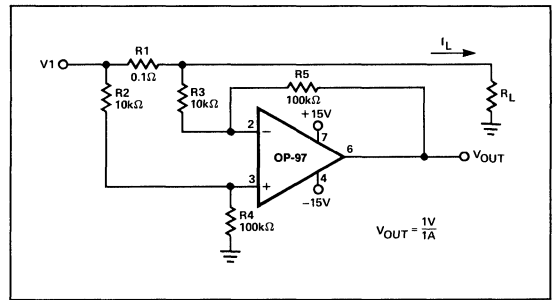 I_L
V1
R1
0.1Ω
R2
10kΩ
R3
10kΩ
R5
100kΩ
R_L
+15V
2
7
−
OP-97
6
V_OUT
3
+
4
−15V
R4
100kΩ
V_OUT = 1V/1A